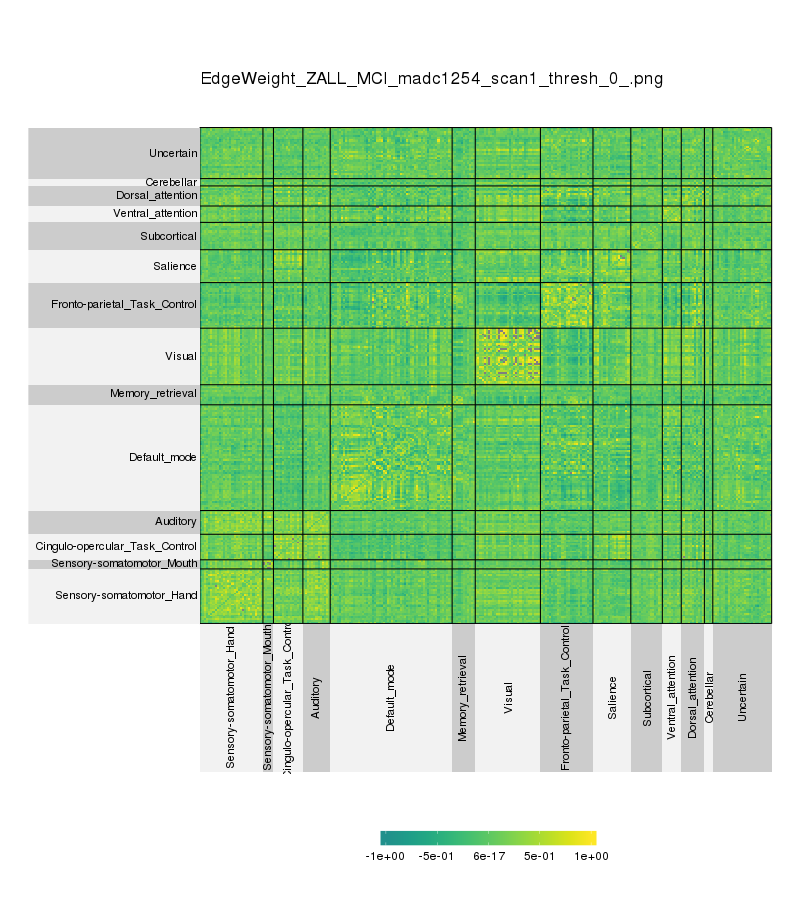 EdgeWeight_ZALL_MCI_madc1254_scan1_thresh_0_.png
Uncertain
Cerebellar
Dorsal_attention
Ventral_attention
Subcortical
Salience
Fronto-parietal_Task_Control
Visual
Memory_retrieval
Default_mode
Auditory
Cingulo-opercular_Task_Control
Sensory-somatomotor_Mouth
Sensory-somatomotor_Hand
Sensory-somatomotor_Hand
Sensory-somatomotor_Mouth
Cingulo-opercular_Task_Control
Auditory
Default_mode
Memory_retrieval
Visual
Fronto-parietal_Task_Control
Salience
Subcortical
Ventral_attention
Dorsal_attention
Cerebellar
Uncertain
-1e+00 -5e-01 6e-17 5e-01 1e+00